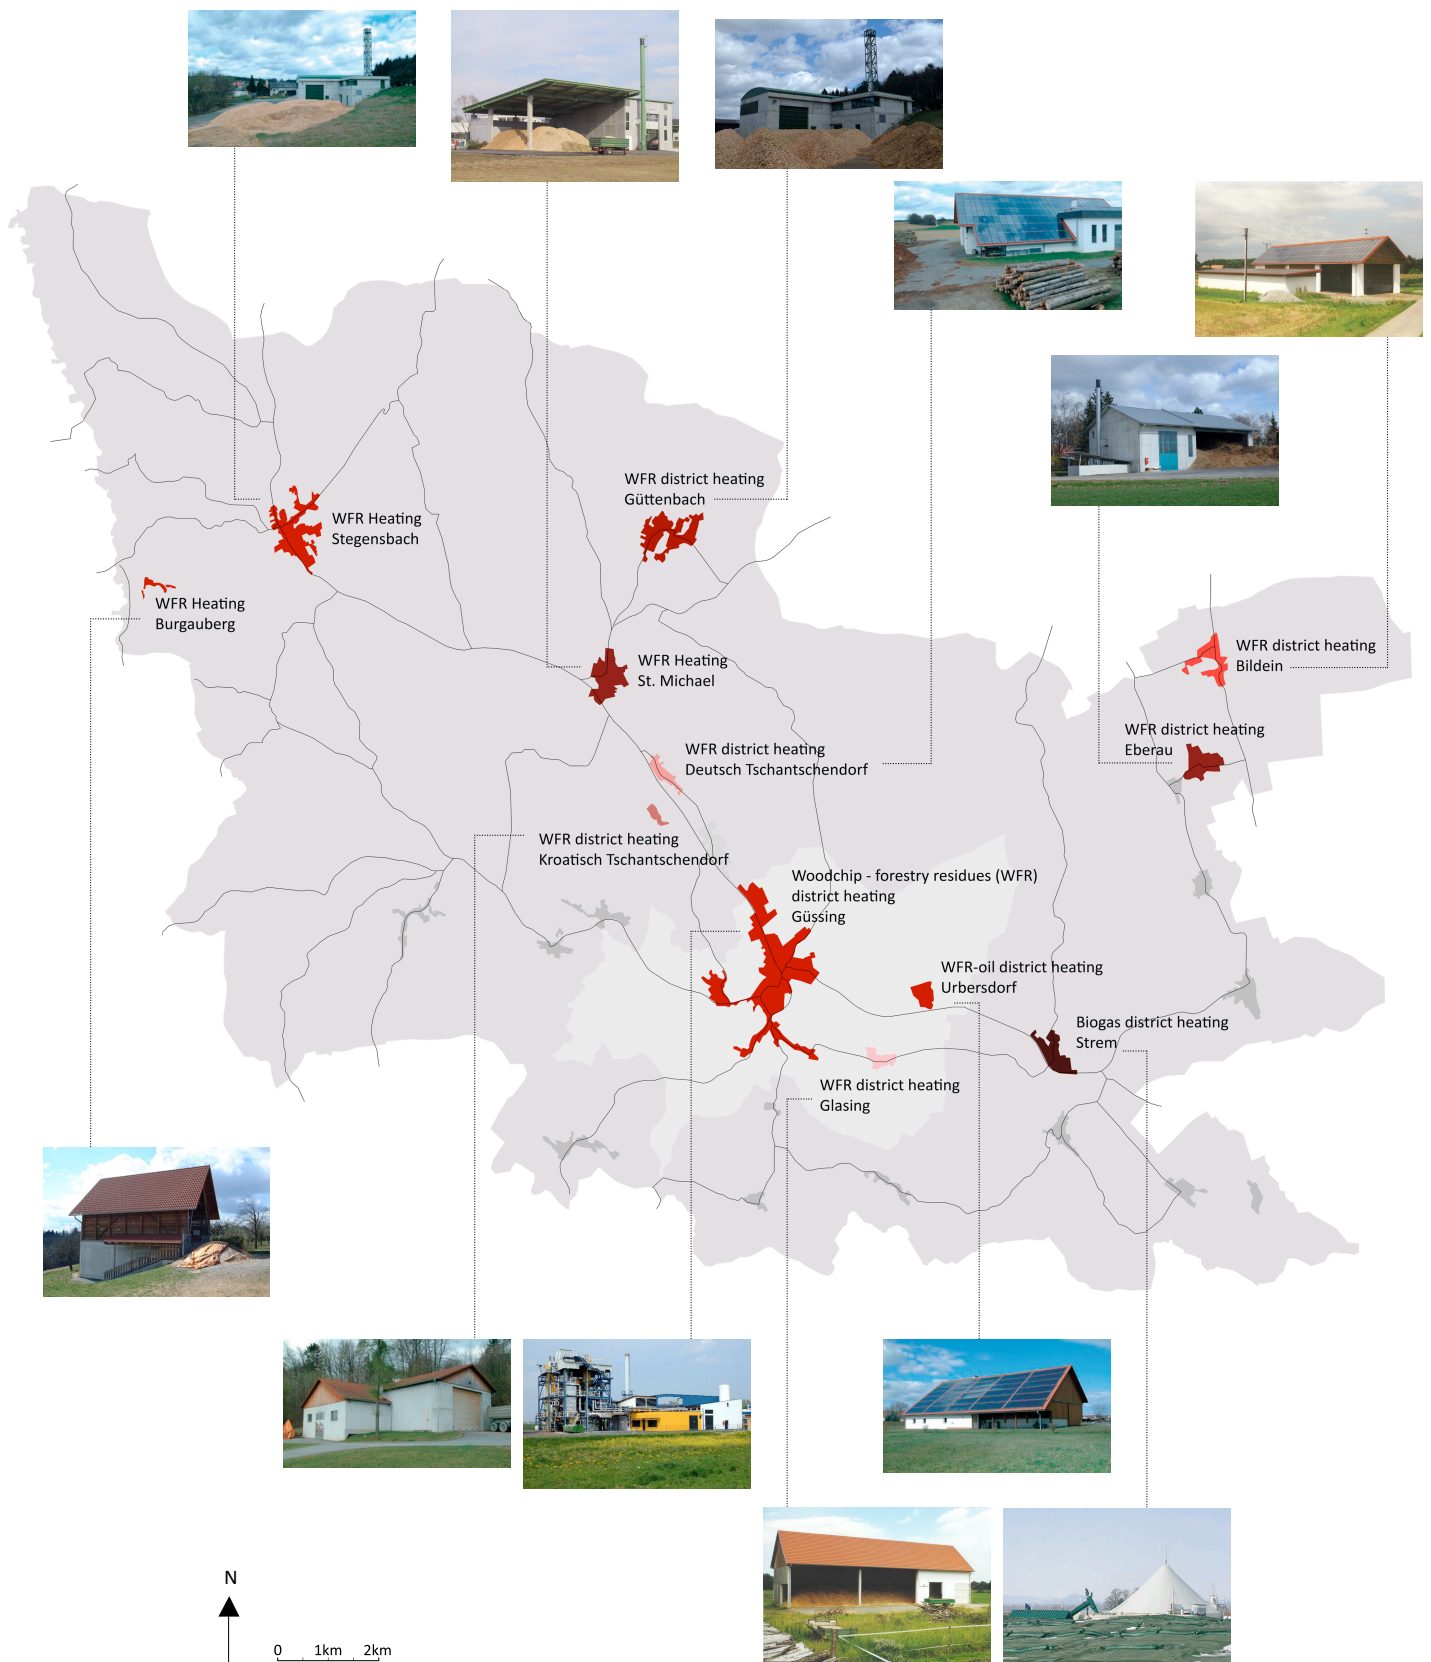 WFR district heating
Güttenbach
WFR Heating
Stegensbach
WFR Heating
Burgauberg
WFR district heating
Bildein
WFR Heating
St. Michael
WFR district heating
Eberau
WFR district heating
Deutsch Tschantschendorf
WFR district heating
Kroatisch Tschantschendorf
Woodchip - forestry residues (WFR)
district heating
Güssing
WFR-oil district heating
Urbersdorf
Biogas district heating
Strem
WFR district heating
Glasing
N
0 1km 2km